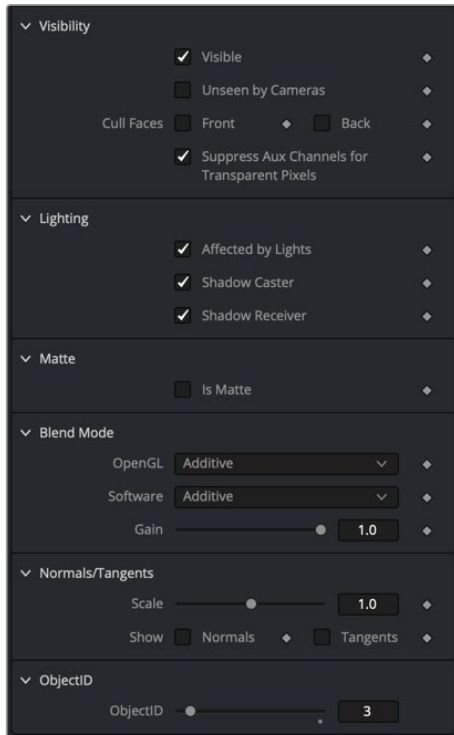 Visibility
Visible
Unseen by Cameras
Cull Faces Front Back
Suppress Aux Channels for
Transparent Pixels
Lighting
Affected by Lights
Shadow Caster
Shadow Receiver
Matte
Is Matte
Blend Mode
OpenGL Additive
Software Additive
Gain 1.0
Normals/Tangents
Scale 1.0
Show Normals Tangents
ObjectID
ObjectID 3